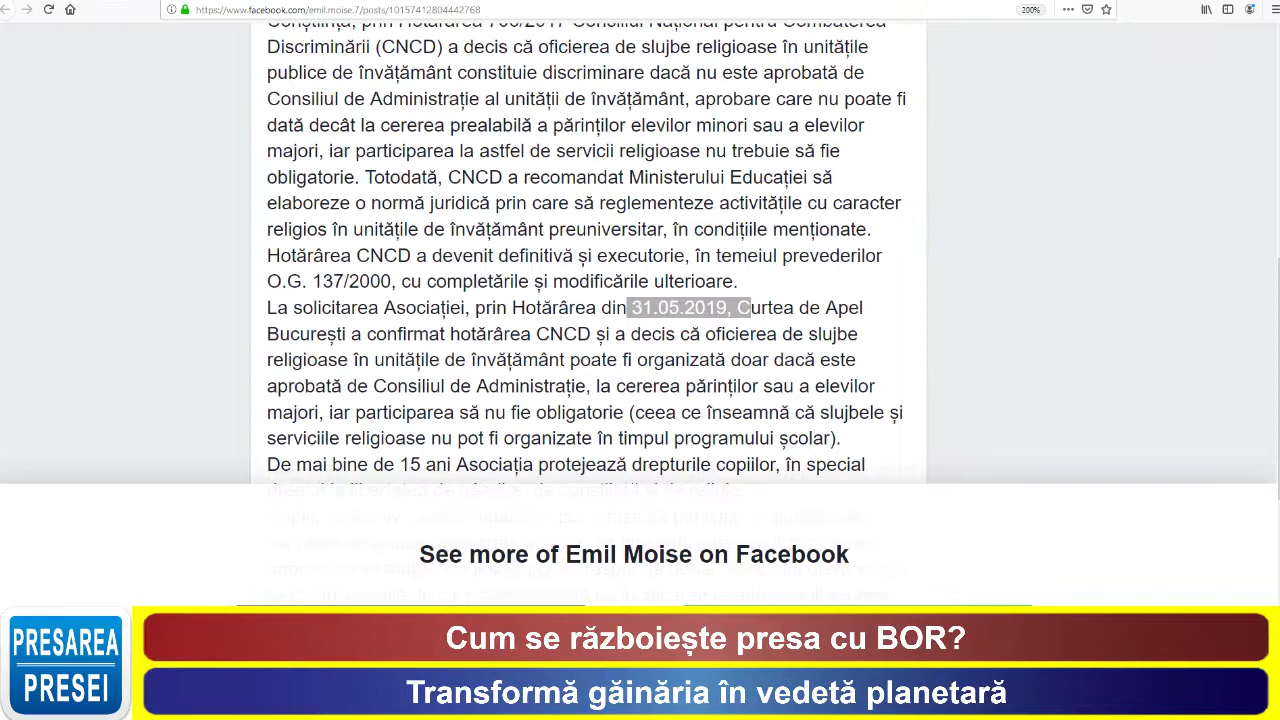 https://www.facebook.com/emil.moise.7/posts/10157412804442768
200%
Discriminării (CNCD) a decis că oficierea de slujbe religioase în unitățile
publice de învățământ constituie discriminare dacă nu este aprobată de
Consiliul de Administrație al unității de învățământ, aprobare care nu poate fi
dată decât la cererea prealabilă a părinților elevilor minori sau a elevilor
majori, iar participarea la astfel de servicii religioase nu trebuie să fie
obligatorie. Totodată, CNCD a recomandat Ministerului Educației să
elaboreze o normă juridică prin care să reglementeze activitățile cu caracter
religios în unitățile de învățământ preuniversitar, în condițiile menționate.
Hotărârea CNCD a devenit definitivă și executorie, în temeiul prevederilor
O.G. 137/2000, cu completările și modificările ulterioare.
La solicitarea Asociației, prin Hotărârea din 31.05.2019, Curtea de Apel
București a confirmat hotărârea CNCD și a decis că oficierea de slujbe
religioase în unitățile de învățământ poate fi organizată doar dacă este
aprobată de Consiliul de Administrație, la cererea părinților sau a elevilor
majori, iar participarea să nu fie obligatorie (ceea ce înseamnă că slujbele și
serviciile religioase nu pot fi organizate în timpul programului școlar).
De mai bine de 15 ani Asociația protejează drepturile copiilor, în special
See more of Emil Moise on Facebook
PRESAREA
PRESEI
Cum se războiește presa cu BOR?
Transformă găinăria în vedetă planetară